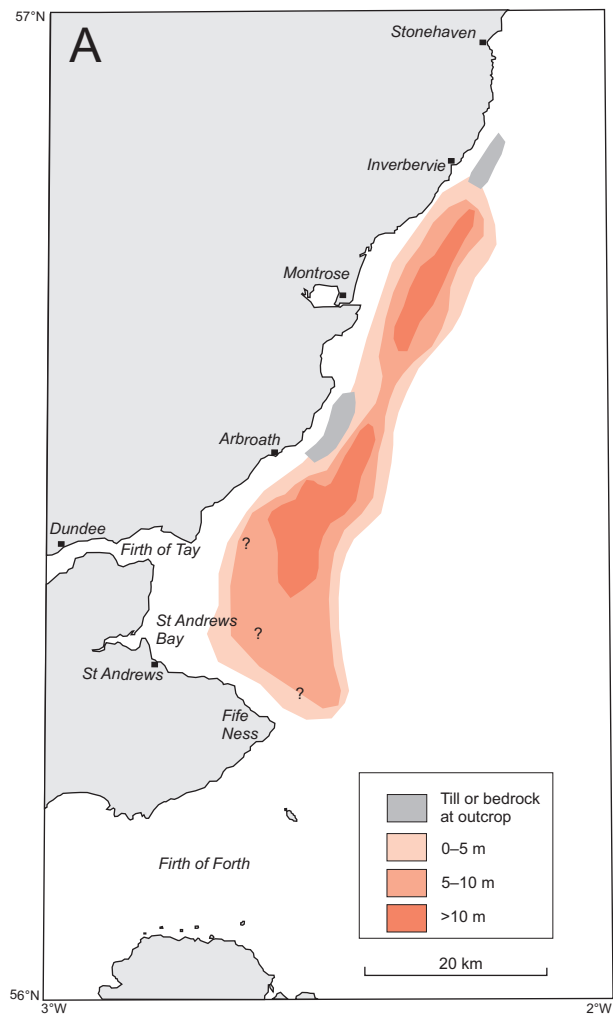 57°N
A
Stonehaven
Inverbervie
Montrose
Arbroath
Dundee
Firth of Tay
?
St Andrews
Bay
?
St Andrews
?
Fife
Ness
Till or bedrock
at outcrop
0–5 m
5–10 m
>10 m
Firth of Forth
20 km
56°N
3°W
2°W